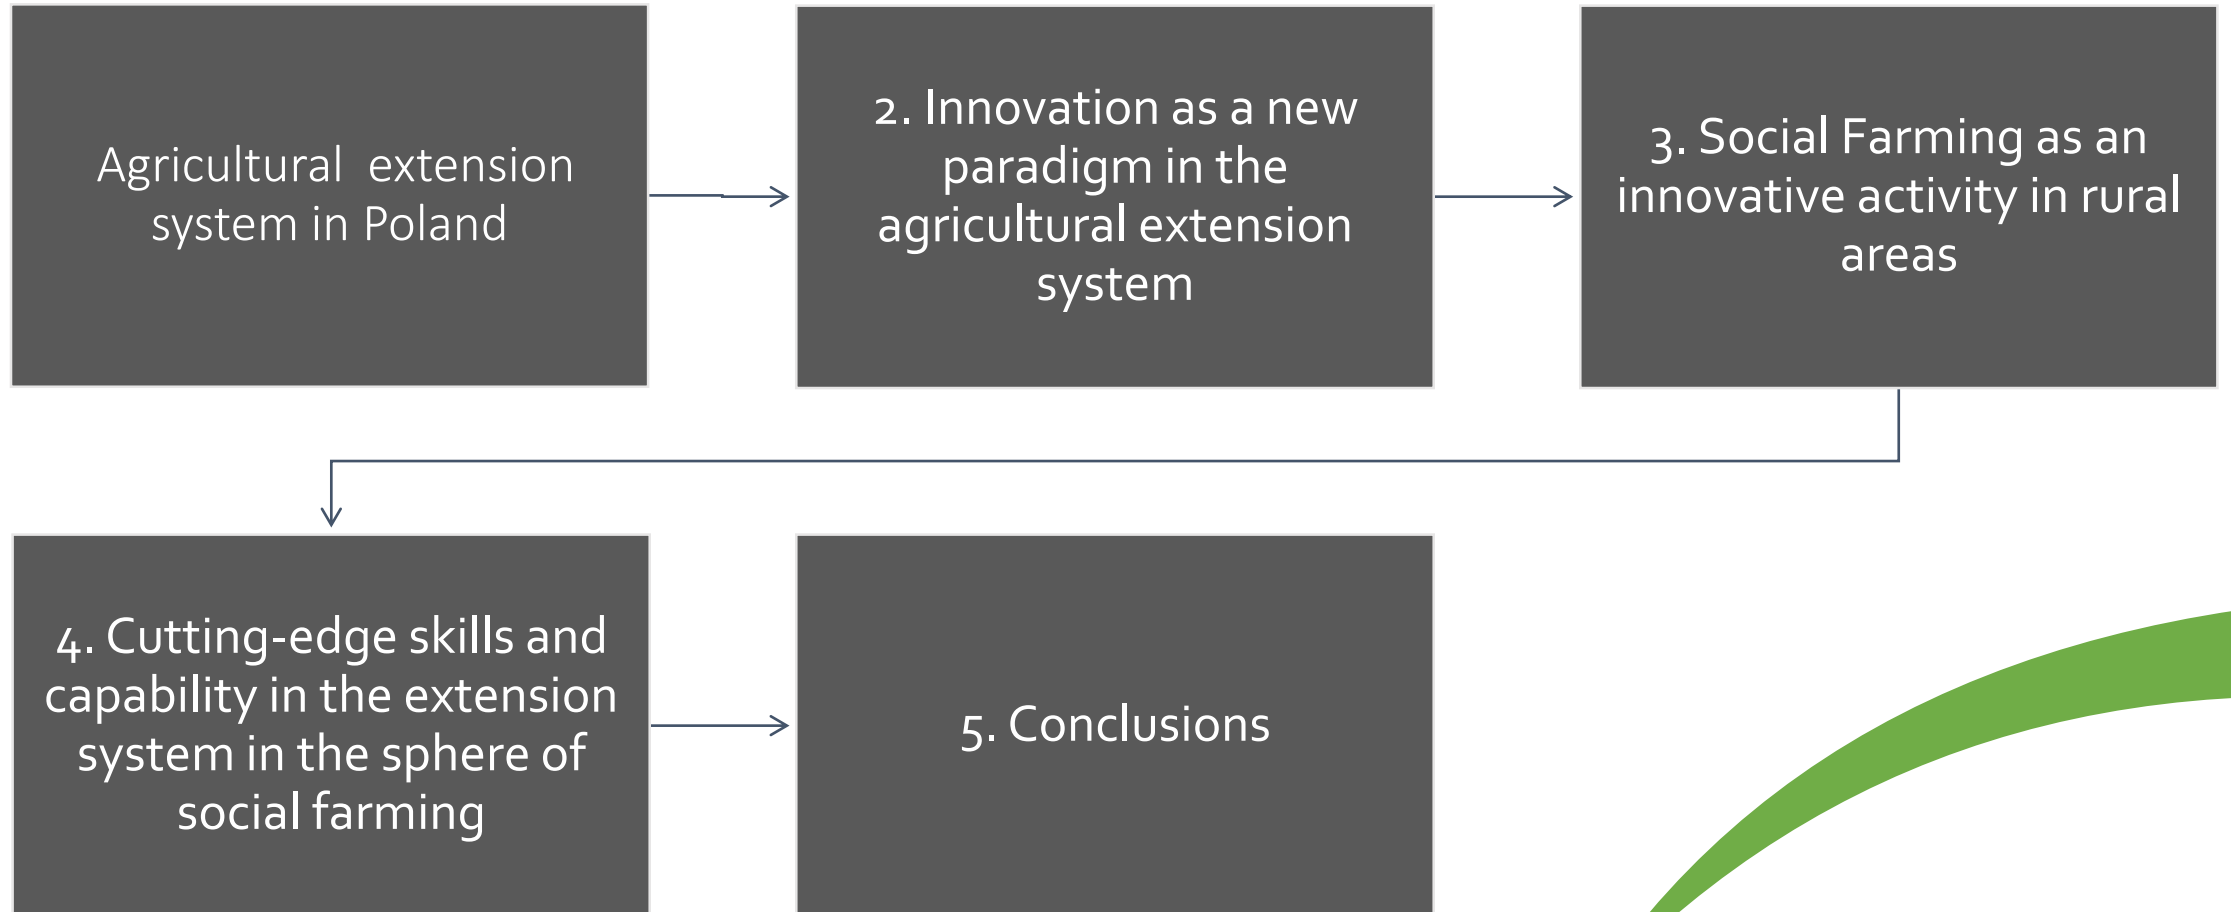 Agricultural  extension
system in Poland
2. Innovation as a new
paradigm in the
agricultural extension
system
3. Social Farming as an
innovative activity in rural
areas
4. Cutting-edge skills and
capability in the extension
system in the sphere of
social farming
5. Conclusions